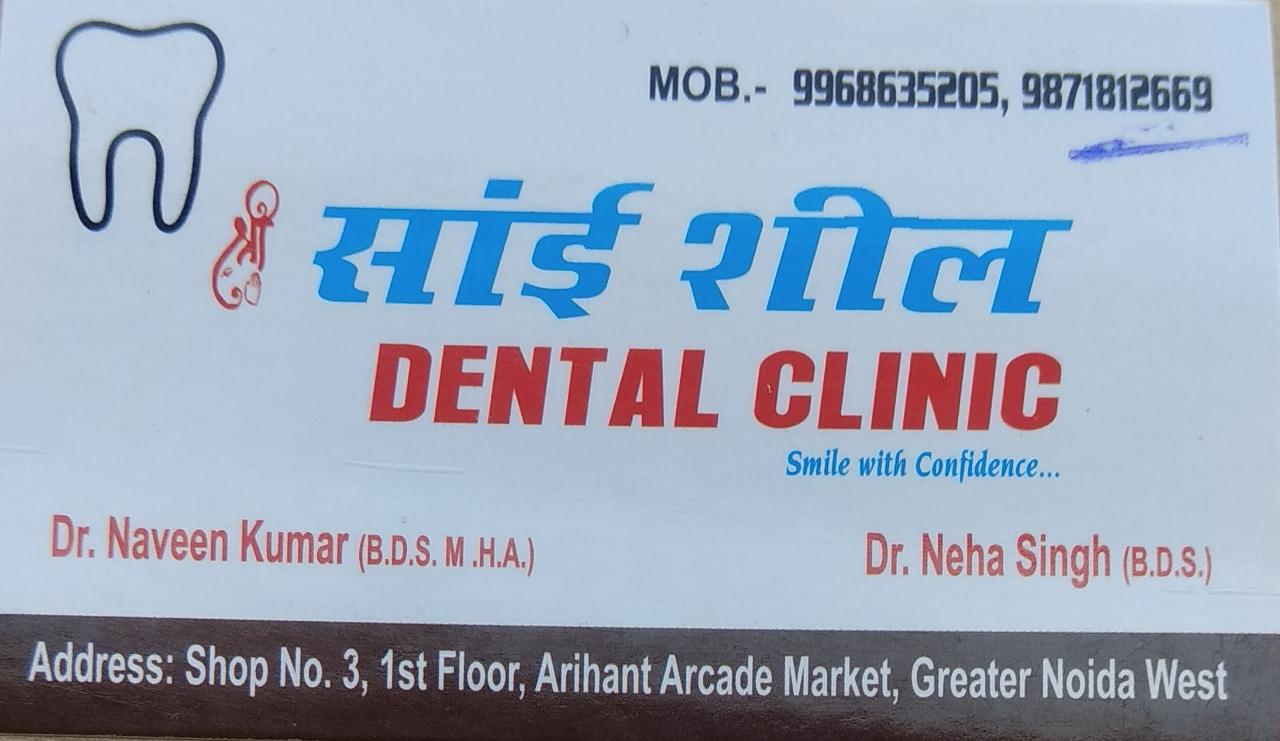 MOB.- 9968635205, 9871812669
श्री सांई शील
DENTAL CLINIC
Smile with Confidence...
Dr. Naveen Kumar (B.D.S. M .H.A.)
Dr. Neha Singh (B.D.S.)
Address: Shop No. 3, 1st Floor, Arihant Arcade Market, Greater Noida West